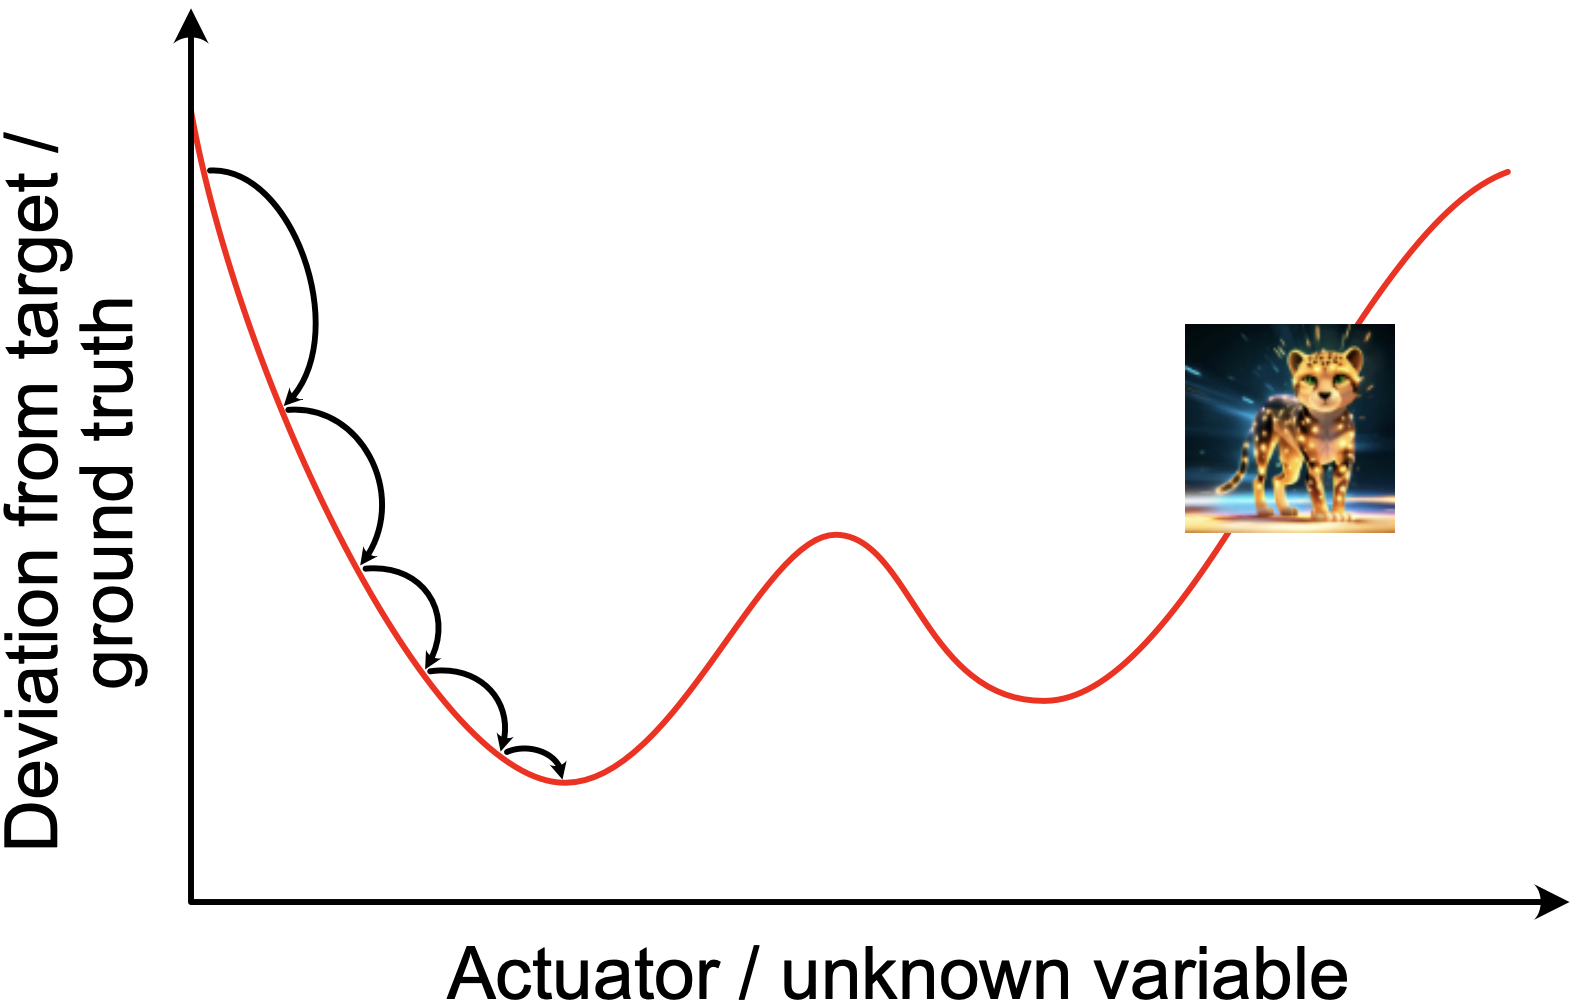 Deviation from target /
ground truth
Actuator / unknown variable